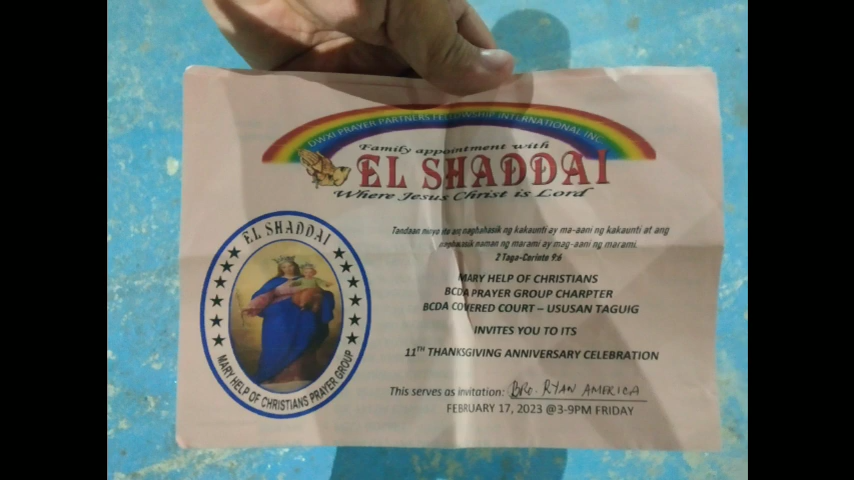 DWXI PRAYER PARTNERS FELLOWSHIP INTERNATIONAL INC
Family appointment with
EL SHADDAI
Where Jesus Christ is Lord
Tandaan ninyo ito ang naghahasik ng kakaunti ay ma-aani ng kakaunti at ang
naghahasik naman ng marami ay mag-aani ng marami.
2 Taga-Corinto 9:6
EL SHADDAI
MARY HELP OF CHRISTIANS PRAYER GROUP
MARY HELP OF CHRISTIANS
BCDA PRAYER GROUP CHARPTER
BCDA COVERED COURT – USUSAN TAGUIG
INVITES YOU TO ITS
11TH THANKSGIVING ANNIVERSARY CELEBRATION
This serves as invitation: BRO. RYAN AMERICA
FEBRUARY 17, 2023 @3-9PM FRIDAY